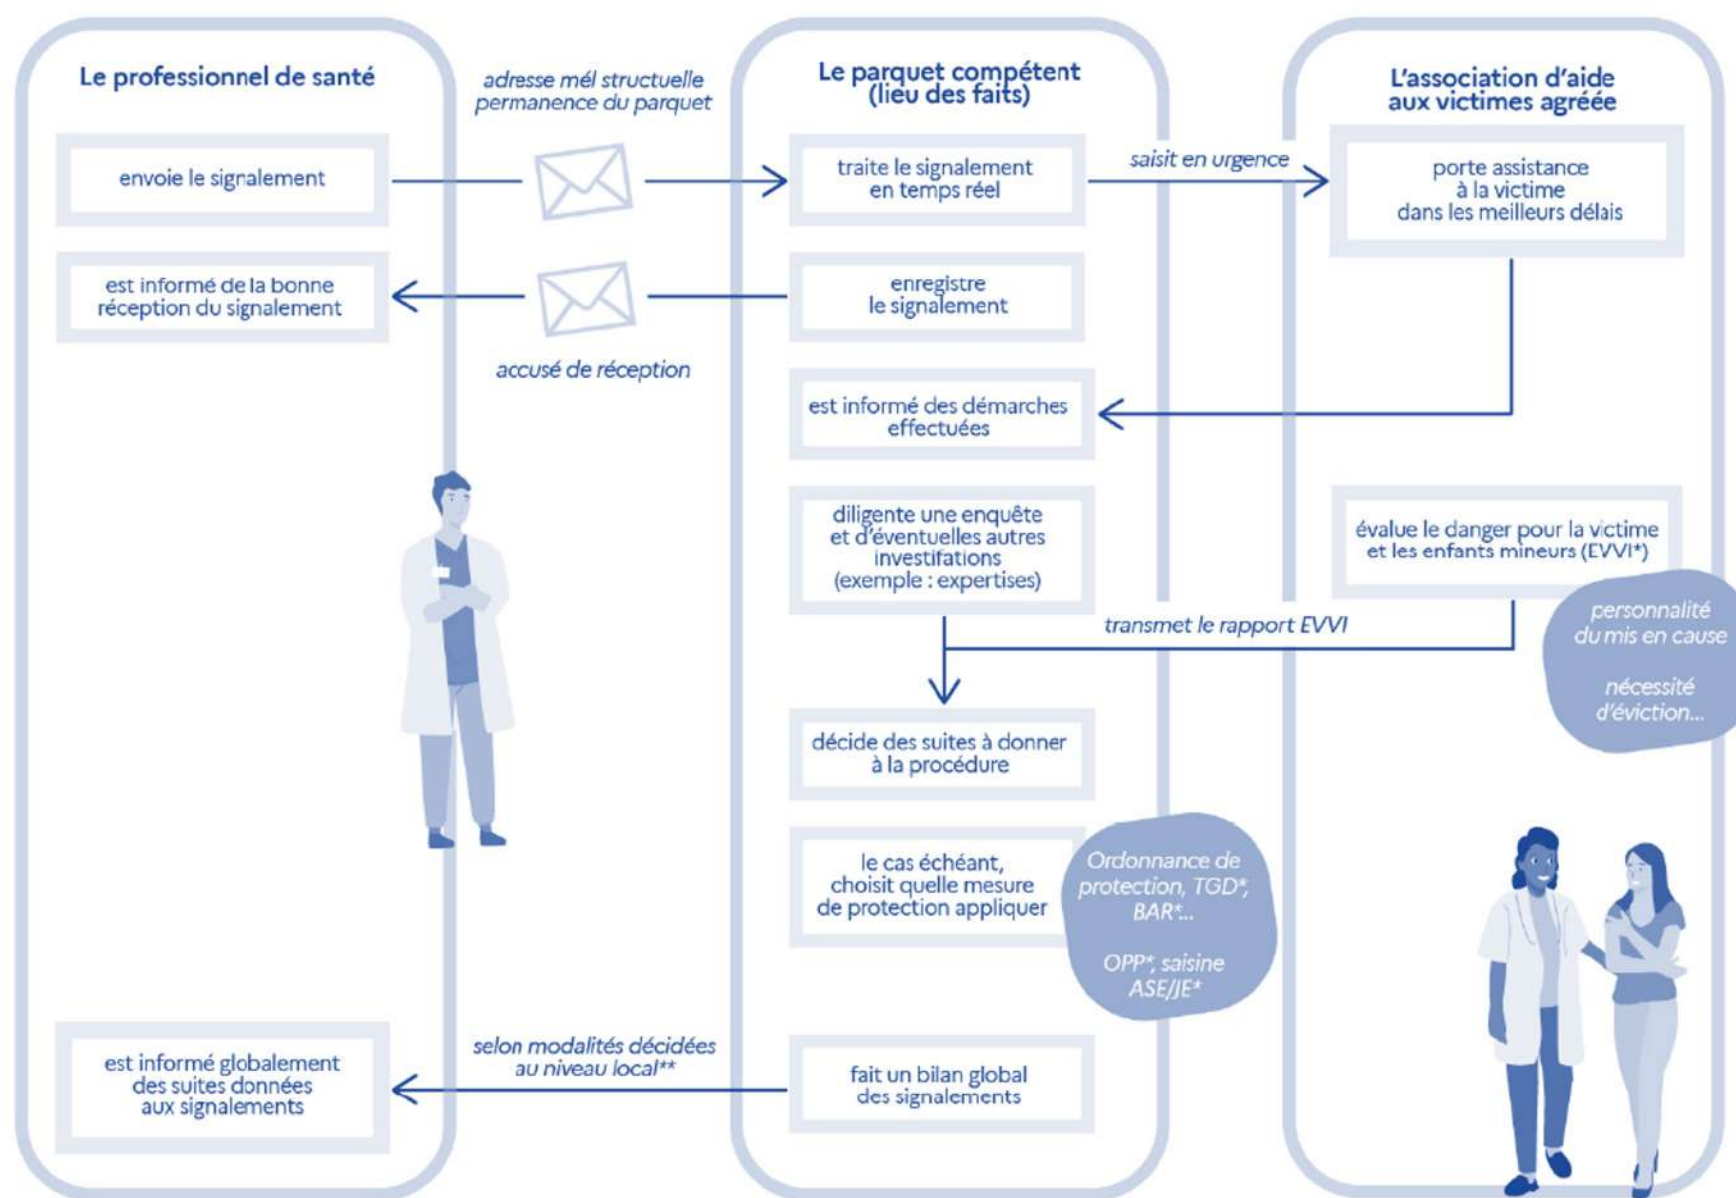 Le professionnel de santé
envoie le signalement
est informé de la bonne
réception du signalement
est informé globalement
des suites données
aux signalements
adresse mél structuelle
permanence du parquet
accusé de réception
selon modalités décidées
au niveau local**
Le parquet compétent
(lieu des faits)
traite le signalement
en temps réel
enregistre
le signalement
est informé des démarches
effectuées
diligente une enquête
et d'éventuelles autres
investifations
(exemple : expertises)
décide des suites à donner
à la procédure
le cas échéant,
choisit quelle mesure
de protection appliquer
Ordonnance de
protection, TGD*,
BAR*...
OPP*, saisine
ASE/JE*
fait un bilan global
des signalements
saisit en urgence
transmet le rapport EVVI
L'association d'aide
aux victimes agréée
porte assistance
à la victime
dans les meilleurs délais
évalue le danger pour la victime
et les enfants mineurs (EVVI*)
personnalité
du mis en cause
nécessité
d'éviction...